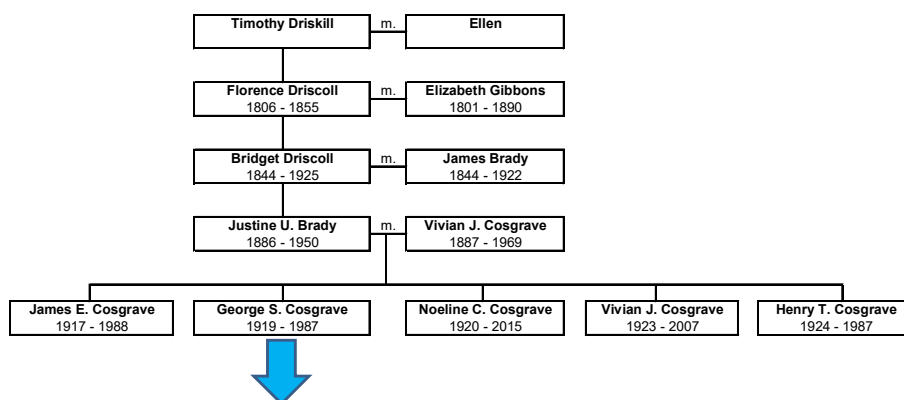 Timothy Driskill m. Ellen
Florence Driscoll m. Elizabeth Gibbons
1806 - 1855 1801 - 1890
Bridget Driscoll m. James Brady
1844 - 1925 1844 - 1922
Justine U. Brady m. Vivian J. Cosgrave
1886 - 1950 1887 - 1969
James E. Cosgrave George S. Cosgrave Noeline C. Cosgrave Vivian J. Cosgrave Henry T. Cosgrave
1917 - 1988 1919 - 1987 1920 - 2015 1923 - 2007 1924 - 1987